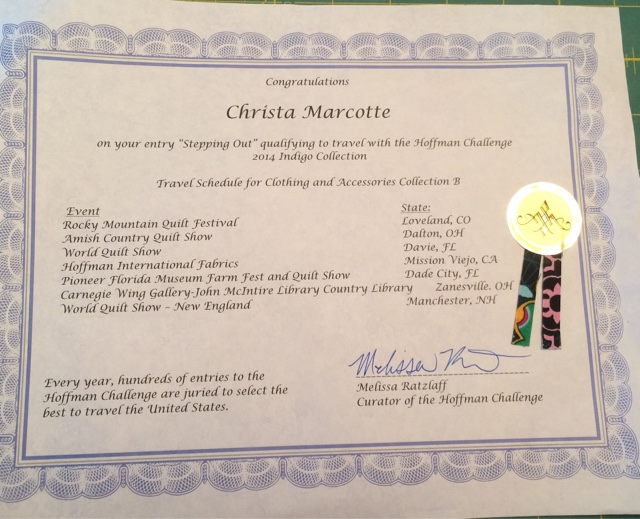 Congratulations
Christa Marcotte
on your entry "Stepping Out" qualifying to travel with the Hoffman Challenge
2014 Indigo Collection
Travel Schedule for Clothing and Accessories Collection B
Event State:
Rocky Mountain Quilt Festival Loveland, CO
Amish Country Quilt Show Dalton, OH
World Quilt Show Davie, FL
Hoffman International Fabrics Mission Viejo, CA
Pioneer Florida Museum Farm Fest and Quilt Show Dade City, FL
Carnegie Wing Gallery-John McIntire Library Country Library Zanesville. OH
World Quilt Show – New England Manchester, NH
Every year, hundreds of entries to the
Hoffman Challenge are juried to select the
best to travel the United States.
Melissa R
Melissa Ratzlaff
Curator of the Hoffman Challenge